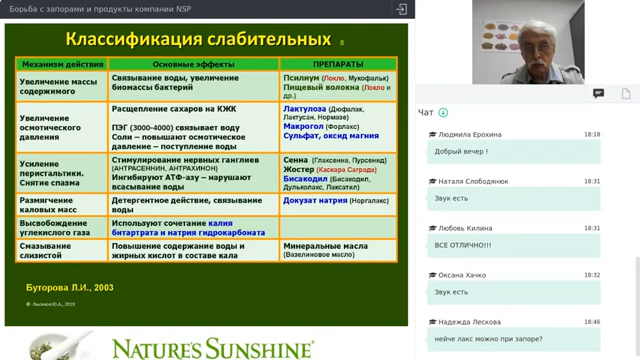 Борьба с запорами и продукты компании NSP
Классификация слабительных 8
Механизм действия
Основные эффекты
ПРЕПАРАТЫ
Увеличение массы
содержимого
Связывание воды, увеличение
биомассы бактерий
Псилиум (Локло, Мукофальк)
Пищевый волокна (Локло и
др.)
Увеличение
осмотического
давления
Расщепление сахаров на КЖК
ПЭГ (3000-4000) связывает воду
Соли – повышают осмотическое
давление – поступление воды
Лактулоза (Дюфалак,
Лактусан, Нормазе)
Макрогол (Форлакс)
Сульфат, оксид магния
Усиление
перистальтики.
Снятие спазма
Стимулирование нервных ганглиев
(АНТРАСЕННИН, АНТРАХИНОН)
Ингибируют АТФ-азу – нарушают
всасывание воды
Сенна (Глаксенна, Пурсенид)
Жостер (Каскара Саграда)
Бисакодил (Бисакодил,
Дульколакс, Лаксатил)
Размягчение
каловых масс
Детергентное действие, связывание
воды
Докузат натрия (Норгалакс)
Высвобождение
углекислого газа
Используют сочетание калия
битартрата и натрия гидрокарбоната
Смазывание
слизистой
Повышение содержание воды и
жирных кислот в составе кала
Минеральные масла
(Вазелиновое масло)
Буторова Л.И., 2003
© Лысиков Ю.А., 2019
NATURE'S SUNSHINE
Чат
Людмила Ерохина 18:18
Добрый вечер !
Наталия Слободянюк 18:31
Звук есть
Любовь Килина 18:31
ВСЕ ОТЛИЧНО!!!
Оксана Хачко 18:32
Звук есть
Надежда Лескова 18:46
нейче лакс можно при запоре?